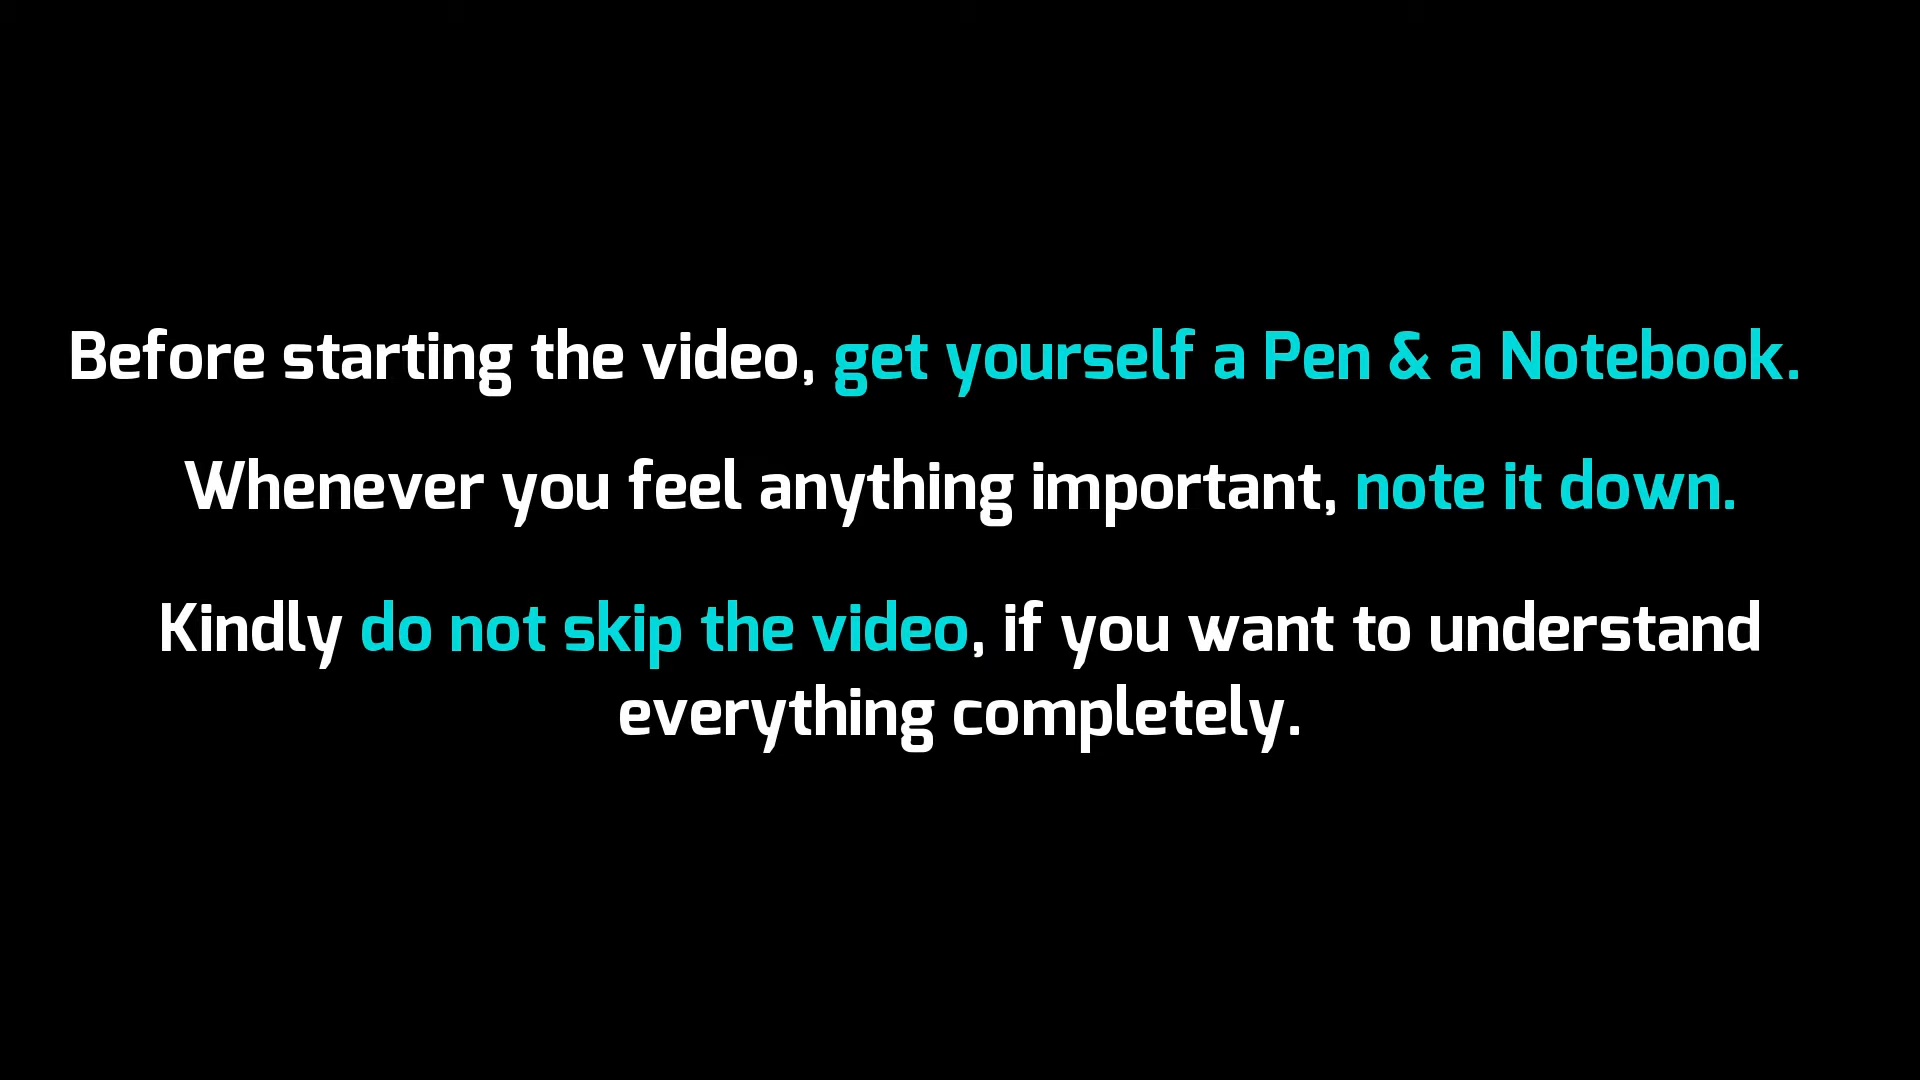 Before starting the video, get yourself a Pen & a Notebook.
Whenever you feel anything important, note it down.
Kindly do not skip the video, if you want to understand
everything completely.